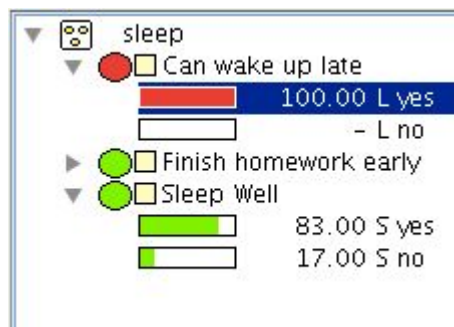 sleep
Can wake up late
100.00 L yes
- L no
Finish homework early
Sleep Well
83.00 S yes
17.00 S no